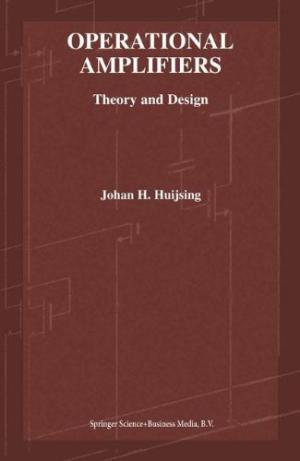 OPERATIONAL
AMPLIFIERS
Theory and Design
Johan H. Huijsing
Springer Science+Business Media, B.V.